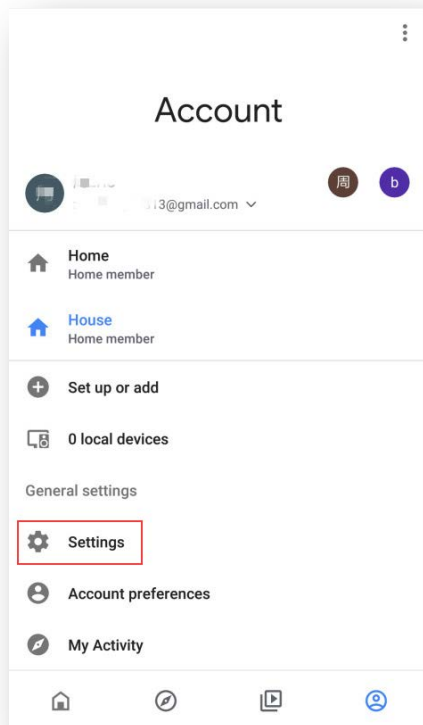 Account
周
b
13@gmail.com
Home
Home member
House
Home member
Set up or add
0 local devices
General settings
Settings
Account preferences
My Activity